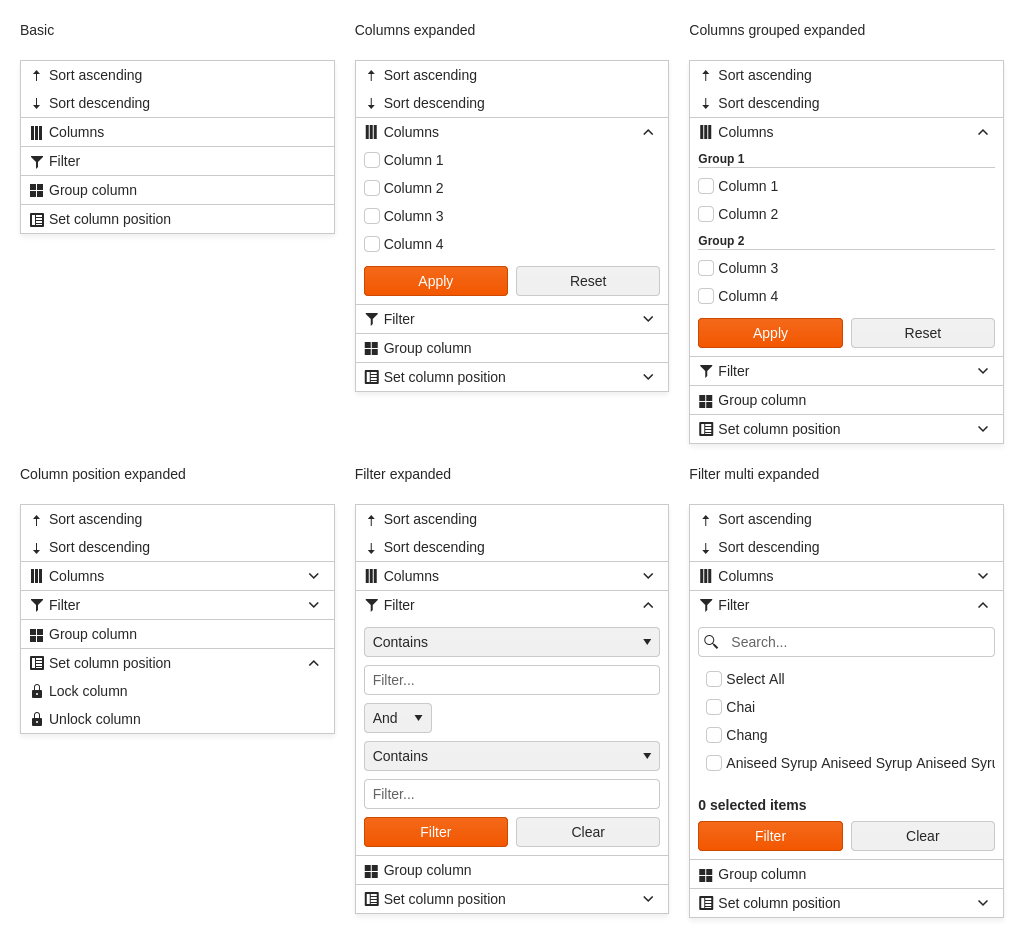 Basic
Sort ascending
Sort descending
Columns
Filter
Group column
Set column position
Columns expanded
Sort ascending
Sort descending
Columns
Column 1
Column 2
Column 3
Column 4
Apply Reset
Filter
Group column
Set column position
Columns grouped expanded
Sort ascending
Sort descending
Columns
Group 1
Column 1
Column 2
Group 2
Column 3
Column 4
Apply Reset
Filter
Group column
Set column position
Column position expanded
Sort ascending
Sort descending
Columns
Filter
Group column
Set column position
Lock column
Unlock column
Filter expanded
Sort ascending
Sort descending
Columns
Filter
Contains
Filter...
And
Contains
Filter...
Filter Clear
Group column
Set column position
Filter multi expanded
Sort ascending
Sort descending
Columns
Filter
Search...
Select All
Chai
Chang
Aniseed Syrup Aniseed Syrup Aniseed
0 selected items
Filter Clear
Group column
Set column position